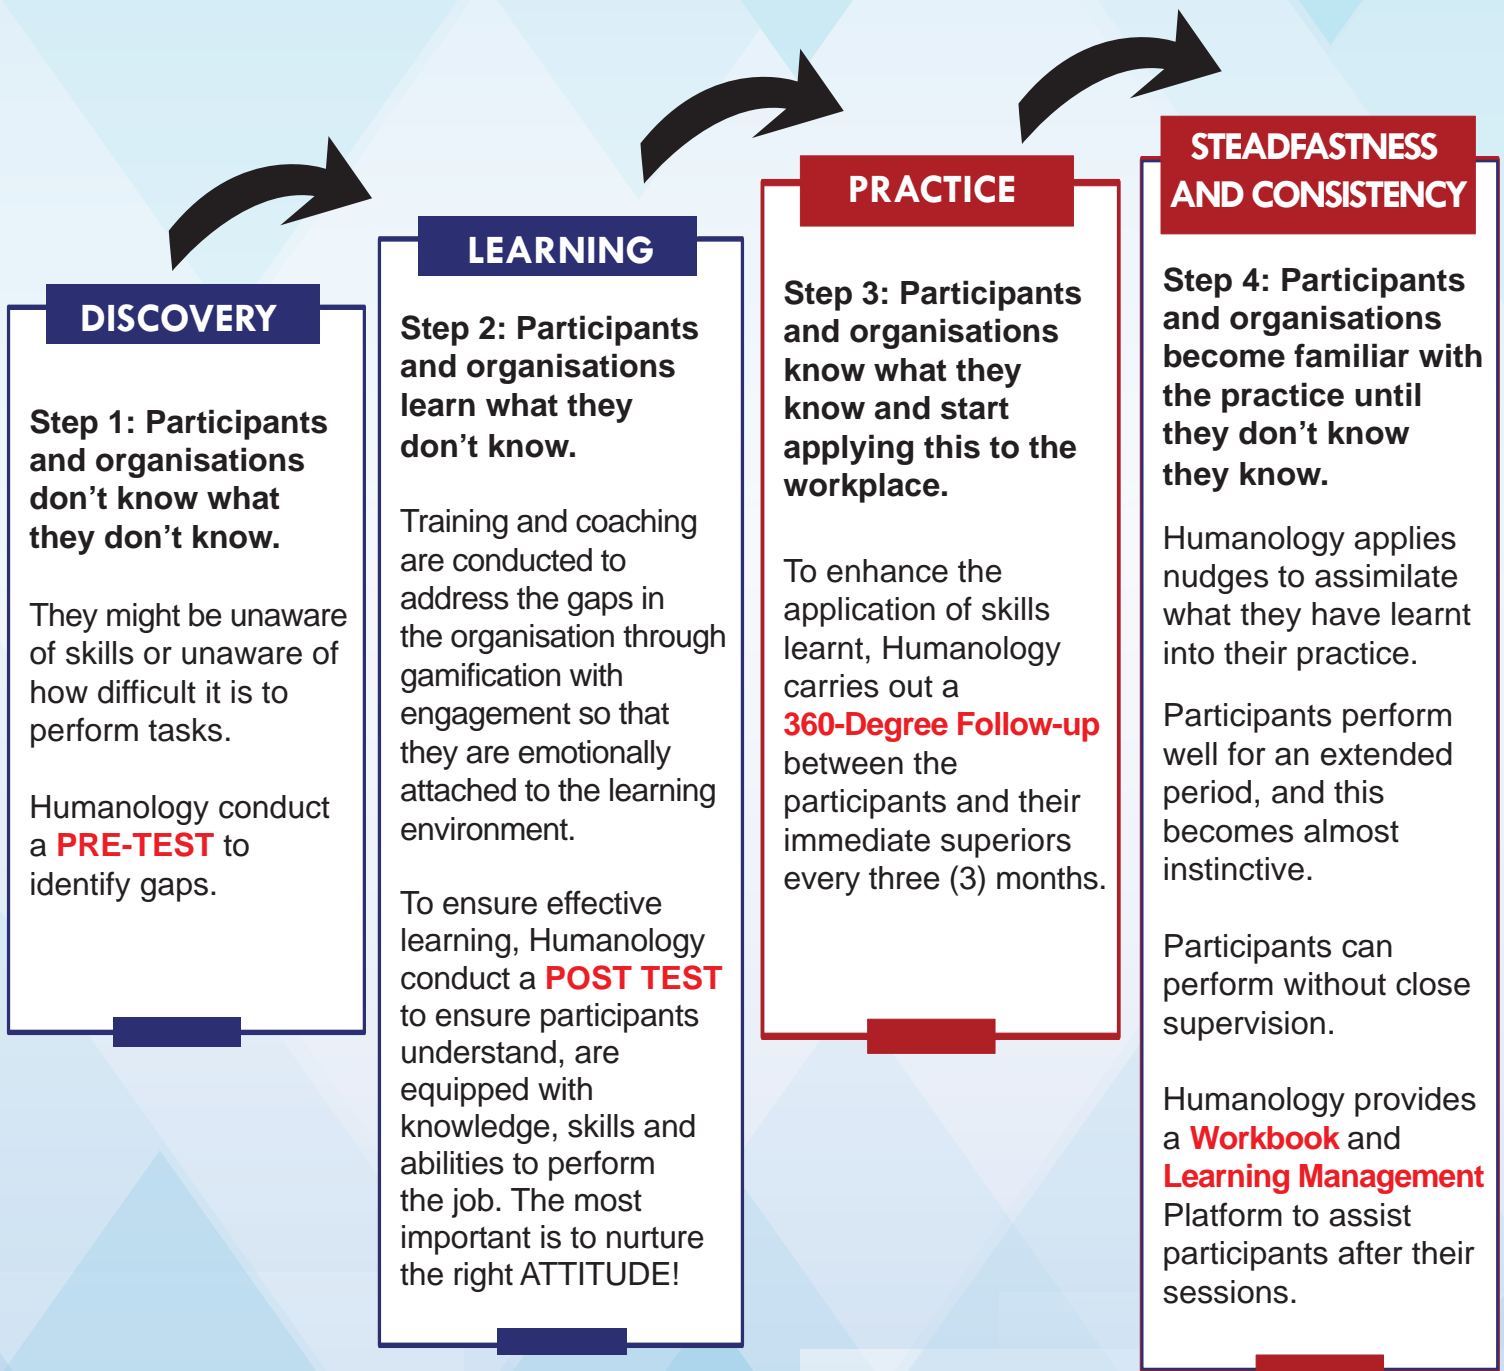 DISCOVERY
Step 1: Participants
and organisations
don’t know what
they don’t know.
They might be unaware
of skills or unaware of
how difficult it is to
perform tasks.
Humanology conduct
a PRE-TEST to
identify gaps.
LEARNING
Step 2: Participants
and organisations
learn what they
don’t know.
Training and coaching
are conducted to
address the gaps in
the organisation through
gamification with
engagement so that
they are emotionally
attached to the learning
environment.
To ensure effective
learning, Humanology
conduct a POST TEST
to ensure participants
understand, are
equipped with
knowledge, skills and
abilities to perform
the job. The most
important is to nurture
the right ATTITUDE!
PRACTICE
Step 3: Participants
and organisations
know what they
know and start
applying this to the
workplace.
To enhance the
application of skills
learnt, Humanology
carries out a
360-Degree Follow-up
between the
participants and their
immediate superiors
every three (3) months.
STEADFASTNESS
AND CONSISTENCY
Step 4: Participants
and organisations
become familiar with
the practice until
they don’t know
they know.
Humanology applies
nudges to assimilate
what they have learnt
into their practice.
Participants perform
well for an extended
period, and this
becomes almost
instinctive.
Participants can
perform without close
supervision.
Humanology provides
a Workbook and
Learning Management
Platform to assist
participants after their
sessions.